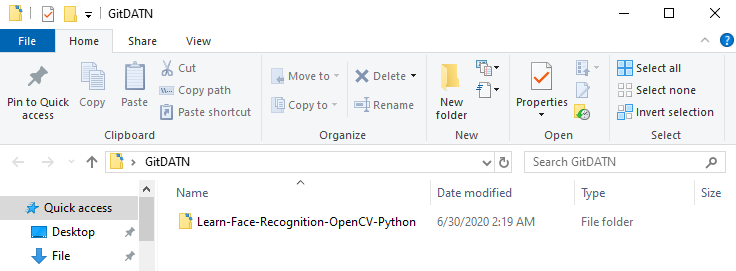 GitDATN
File Home Share View
Pin to Quick access
Copy
Paste
Cut
Copy path
Paste shortcut
Clipboard
Move to
Copy to
Delete
Rename
Organize
New folder
New
Properties
Open
Select all
Select none
Invert selection
Select
GitDATN
Search GitDATN
Name Date modified Type Size
Quick access
Desktop
File
Learn-Face-Recognition-OpenCV-Python 6/30/2020 2:19 AM File folder